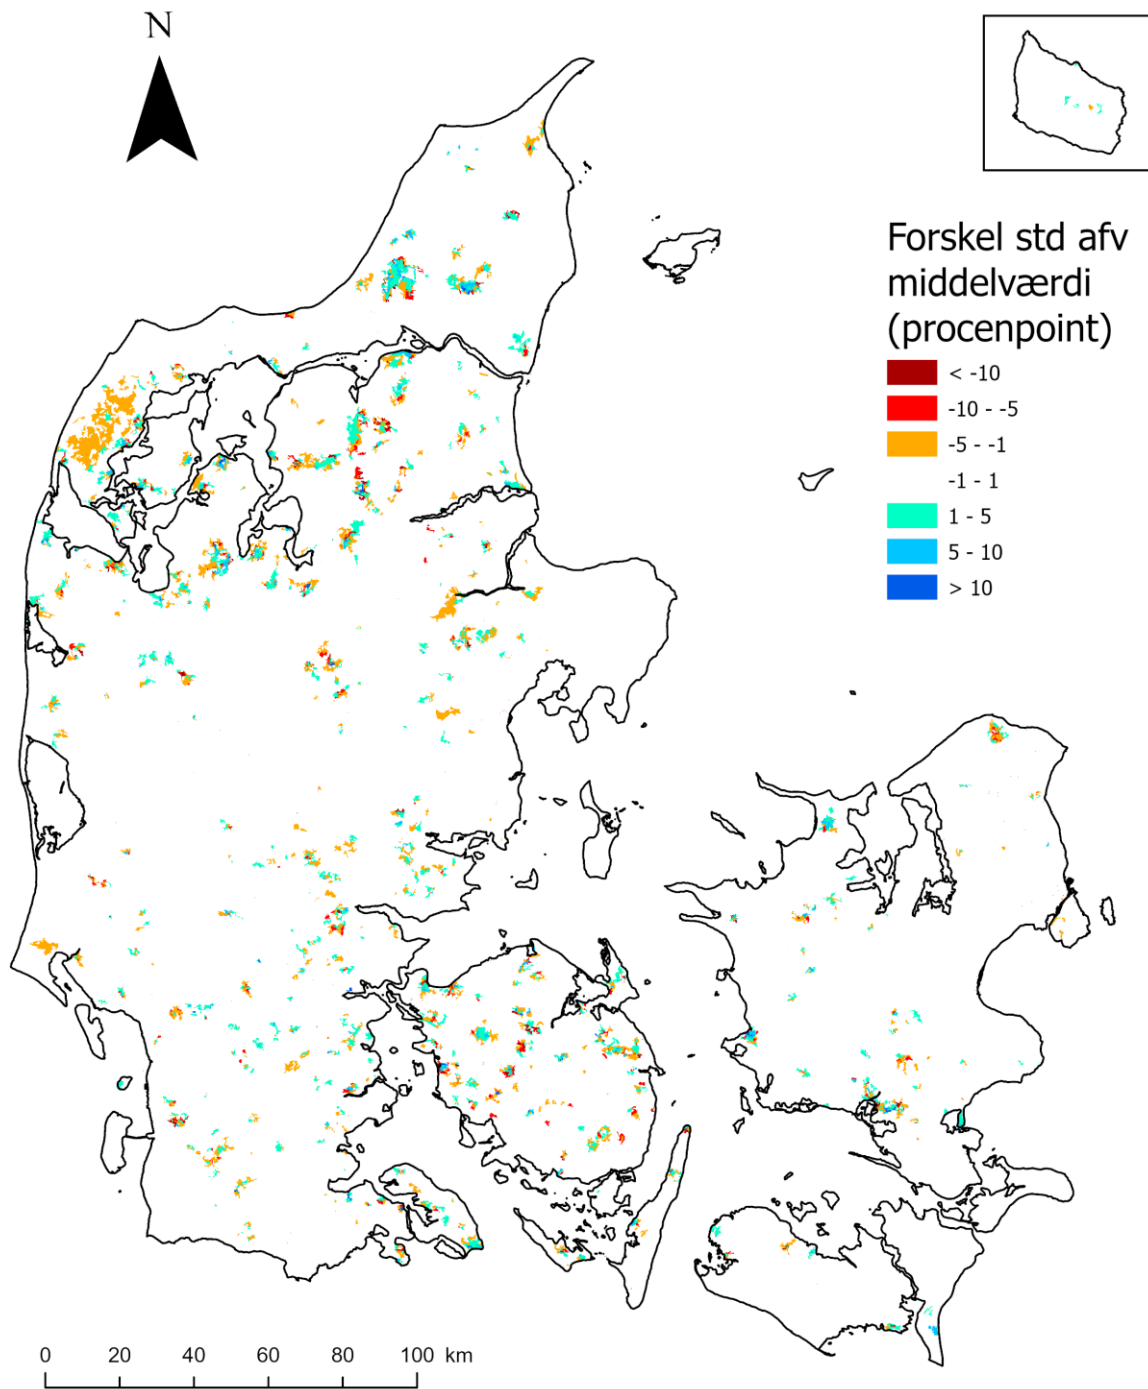 N
Forskel std afv
middelværdi
(procenpoint)
< -10
-10 - -5
-5 - -1
-1 - 1
1 - 5
5 - 10
> 10
0 20 40 60 80 100 km